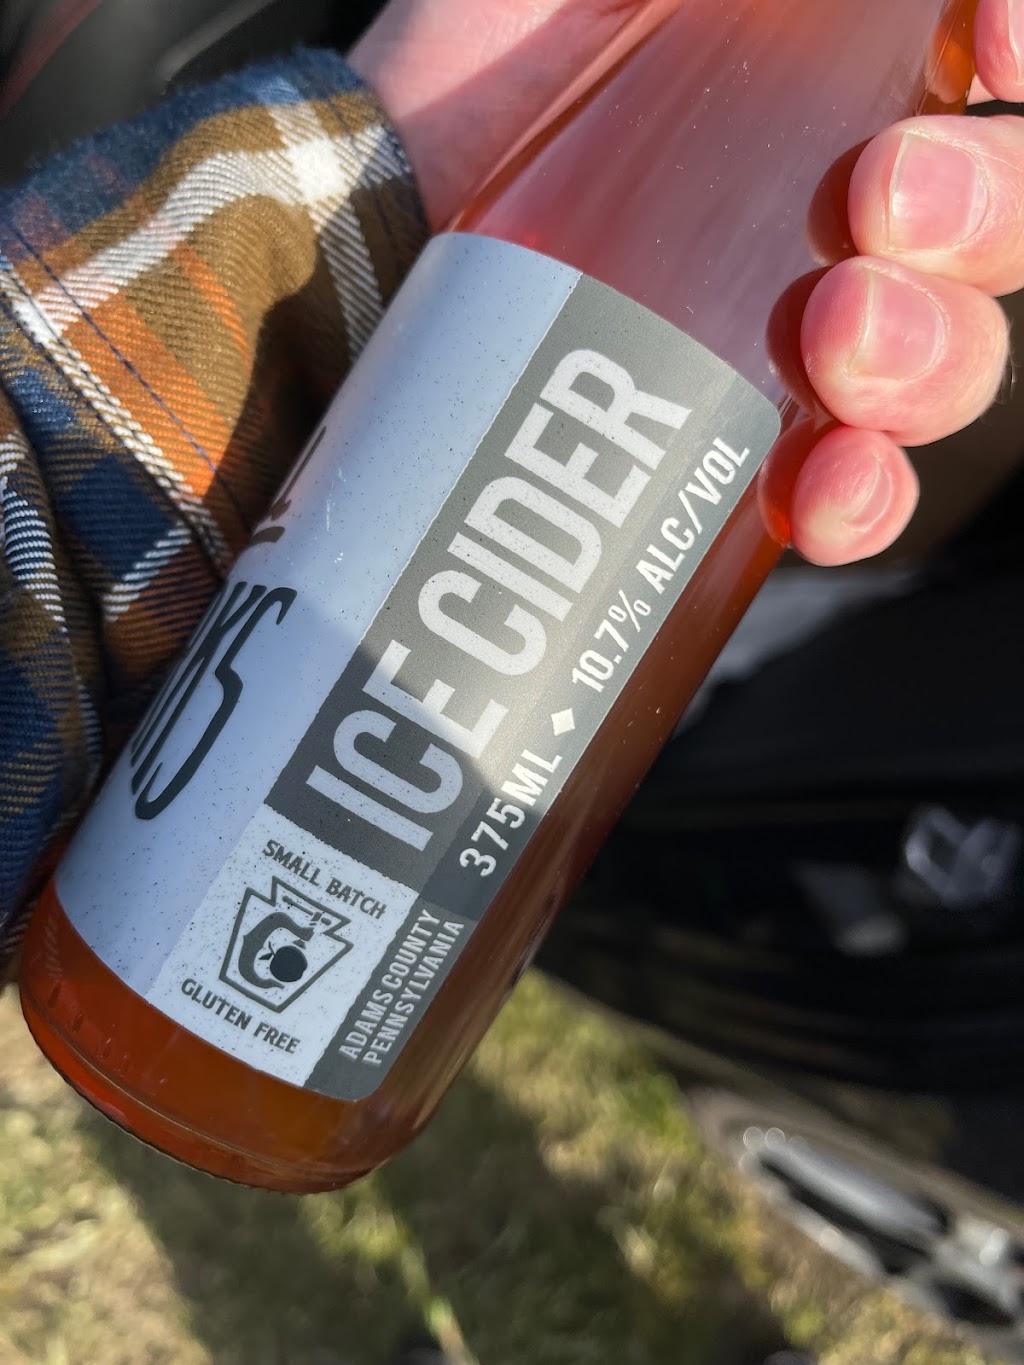 ICE CIDER
375ML ◆ 10.7% ALC/VOL
SMALL BATCH
GLUTEN FREE
ADAMS COUNTY
PENNSYLVANIA